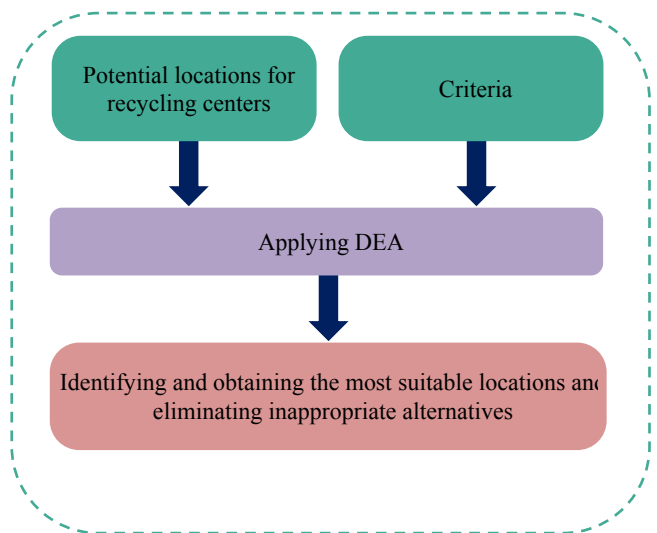 Potential locations for
recycling centers
Criteria
Applying DEA
Identifying and obtaining the most suitable locations and
eliminating inappropriate alternatives